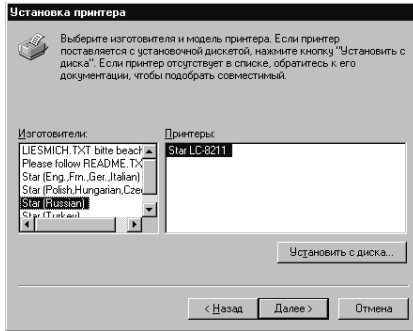 Установка принтера
Выберите изготовителя и модель принтера. Если принтер
поставляется с установочной дискетой, нажмите кнопку "Установить с
диска". Если принтер отсутствует в списке, обратитесь к его
документации, чтобы подобрать совместимый.
Изготовители:
Принтеры:
LIESMICH.TXT bitte beach
Please follow README.TX
Star (Eng.,Frn.,Ger.,Italian)
Star (Polish,Hungarian,Czec
Star (Russian)
Star (Turkey)
Star LC-8211
Установить с диска...
< Назад
Далее >
Отмена